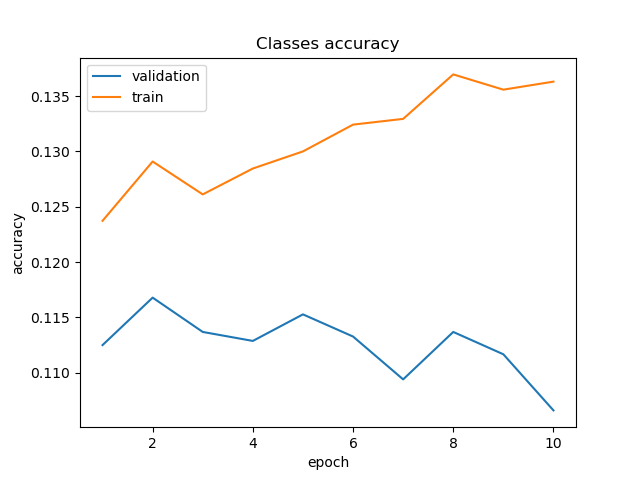 Classes accuracy
validation
train
0.135
0.130
0.125
0.120
0.115
0.110
accuracy
2 4 6 8 10
epoch